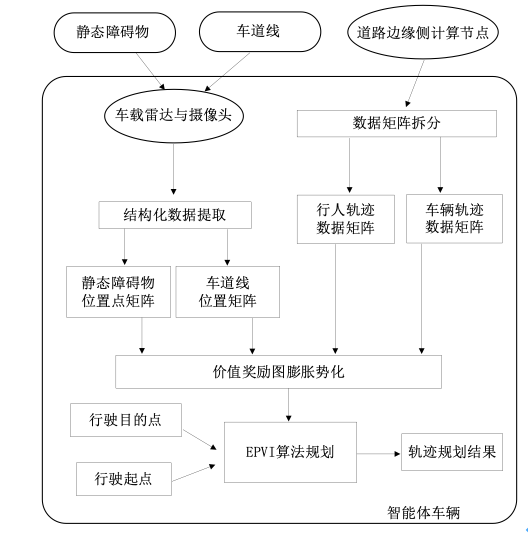 静态障碍物
车道线
道路边缘侧计算节点
车载雷达与摄像头
数据矩阵拆分
结构化数据提取
行人轨迹
数据矩阵
车辆轨迹
数据矩阵
静态障碍物
位置点矩阵
车道线
位置矩阵
价值奖励图膨胀势化
行驶目的点
EPVI算法规划
轨迹规划结果
行驶起点
智能体车辆